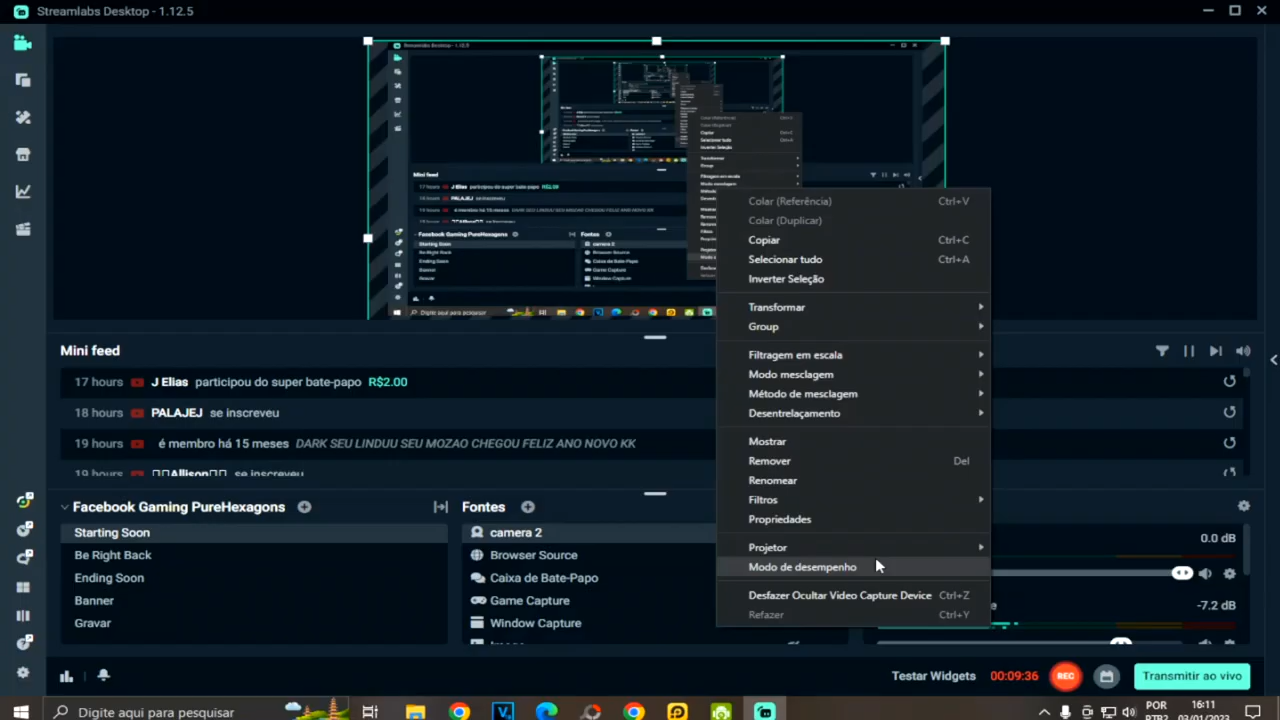 Streamlabs Desktop - 1.12.5
Colar (Referência) Ctrl+V
Colar (Duplicar)
Copiar Ctrl+C
Selecionar tudo Ctrl+A
Inverter Seleção
Transformar
Group
Filtragem em escala
Modo mesclagem
Método de mesclagem
Desentrelaçamento
Mostrar
Remover Del
Renomear
Filtros
Propriedades
Projetor
Modo de desempenho
Desfazer Ocultar Video Capture Device Ctrl+Z
Refazer Ctrl+Y
Mini feed
17 hours J Elias participou do super bate-papo R$2.00
18 hours PALAJEJ se inscreveu
19 hours é membro há 15 meses DARK SEU LINDUU SEU MOZAO CHEGOU FELIZ ANO NOVO KK
19 hours Allison se inscreveu
Facebook Gaming PureHexagons
Starting Soon
Be Right Back
Ending Soon
Banner
Gravar
Fontes
camera 2
Browser Source
Caixa de Bate-Papo
Game Capture
Window Capture
0.0 dB
-7.2 dB
Testar Widgets 00:09:36 REC Transmitir ao vivo
Digite aqui para pesquisar
POR
PTB2
16:11
03/01/2023